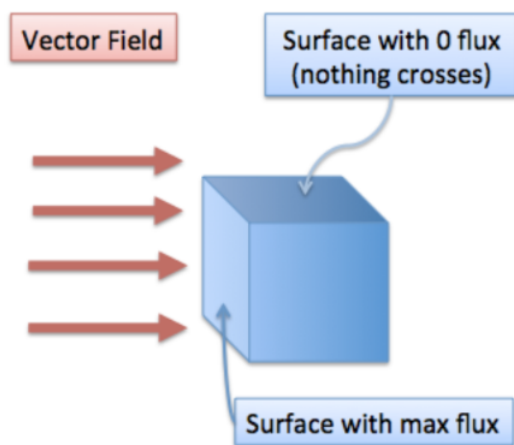 Vector Field
Surface with 0 flux
(nothing crosses)
Surface with max flux